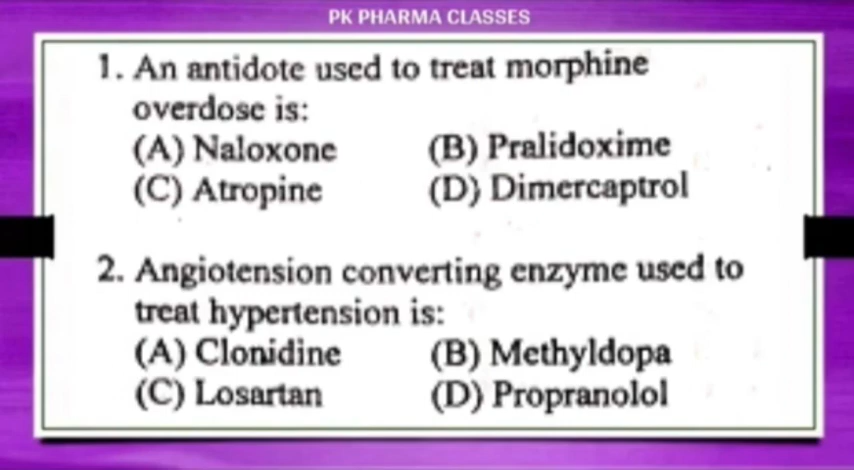 PK PHARMA CLASSES
1. An antidote used to treat morphine
overdose is:
(A) Naloxone (B) Pralidoxime
(C) Atropine (D) Dimercaptrol
2. Angiotension converting enzyme used to
treat hypertension is:
(A) Clonidine (B) Methyldopa
(C) Losartan (D) Propranolol